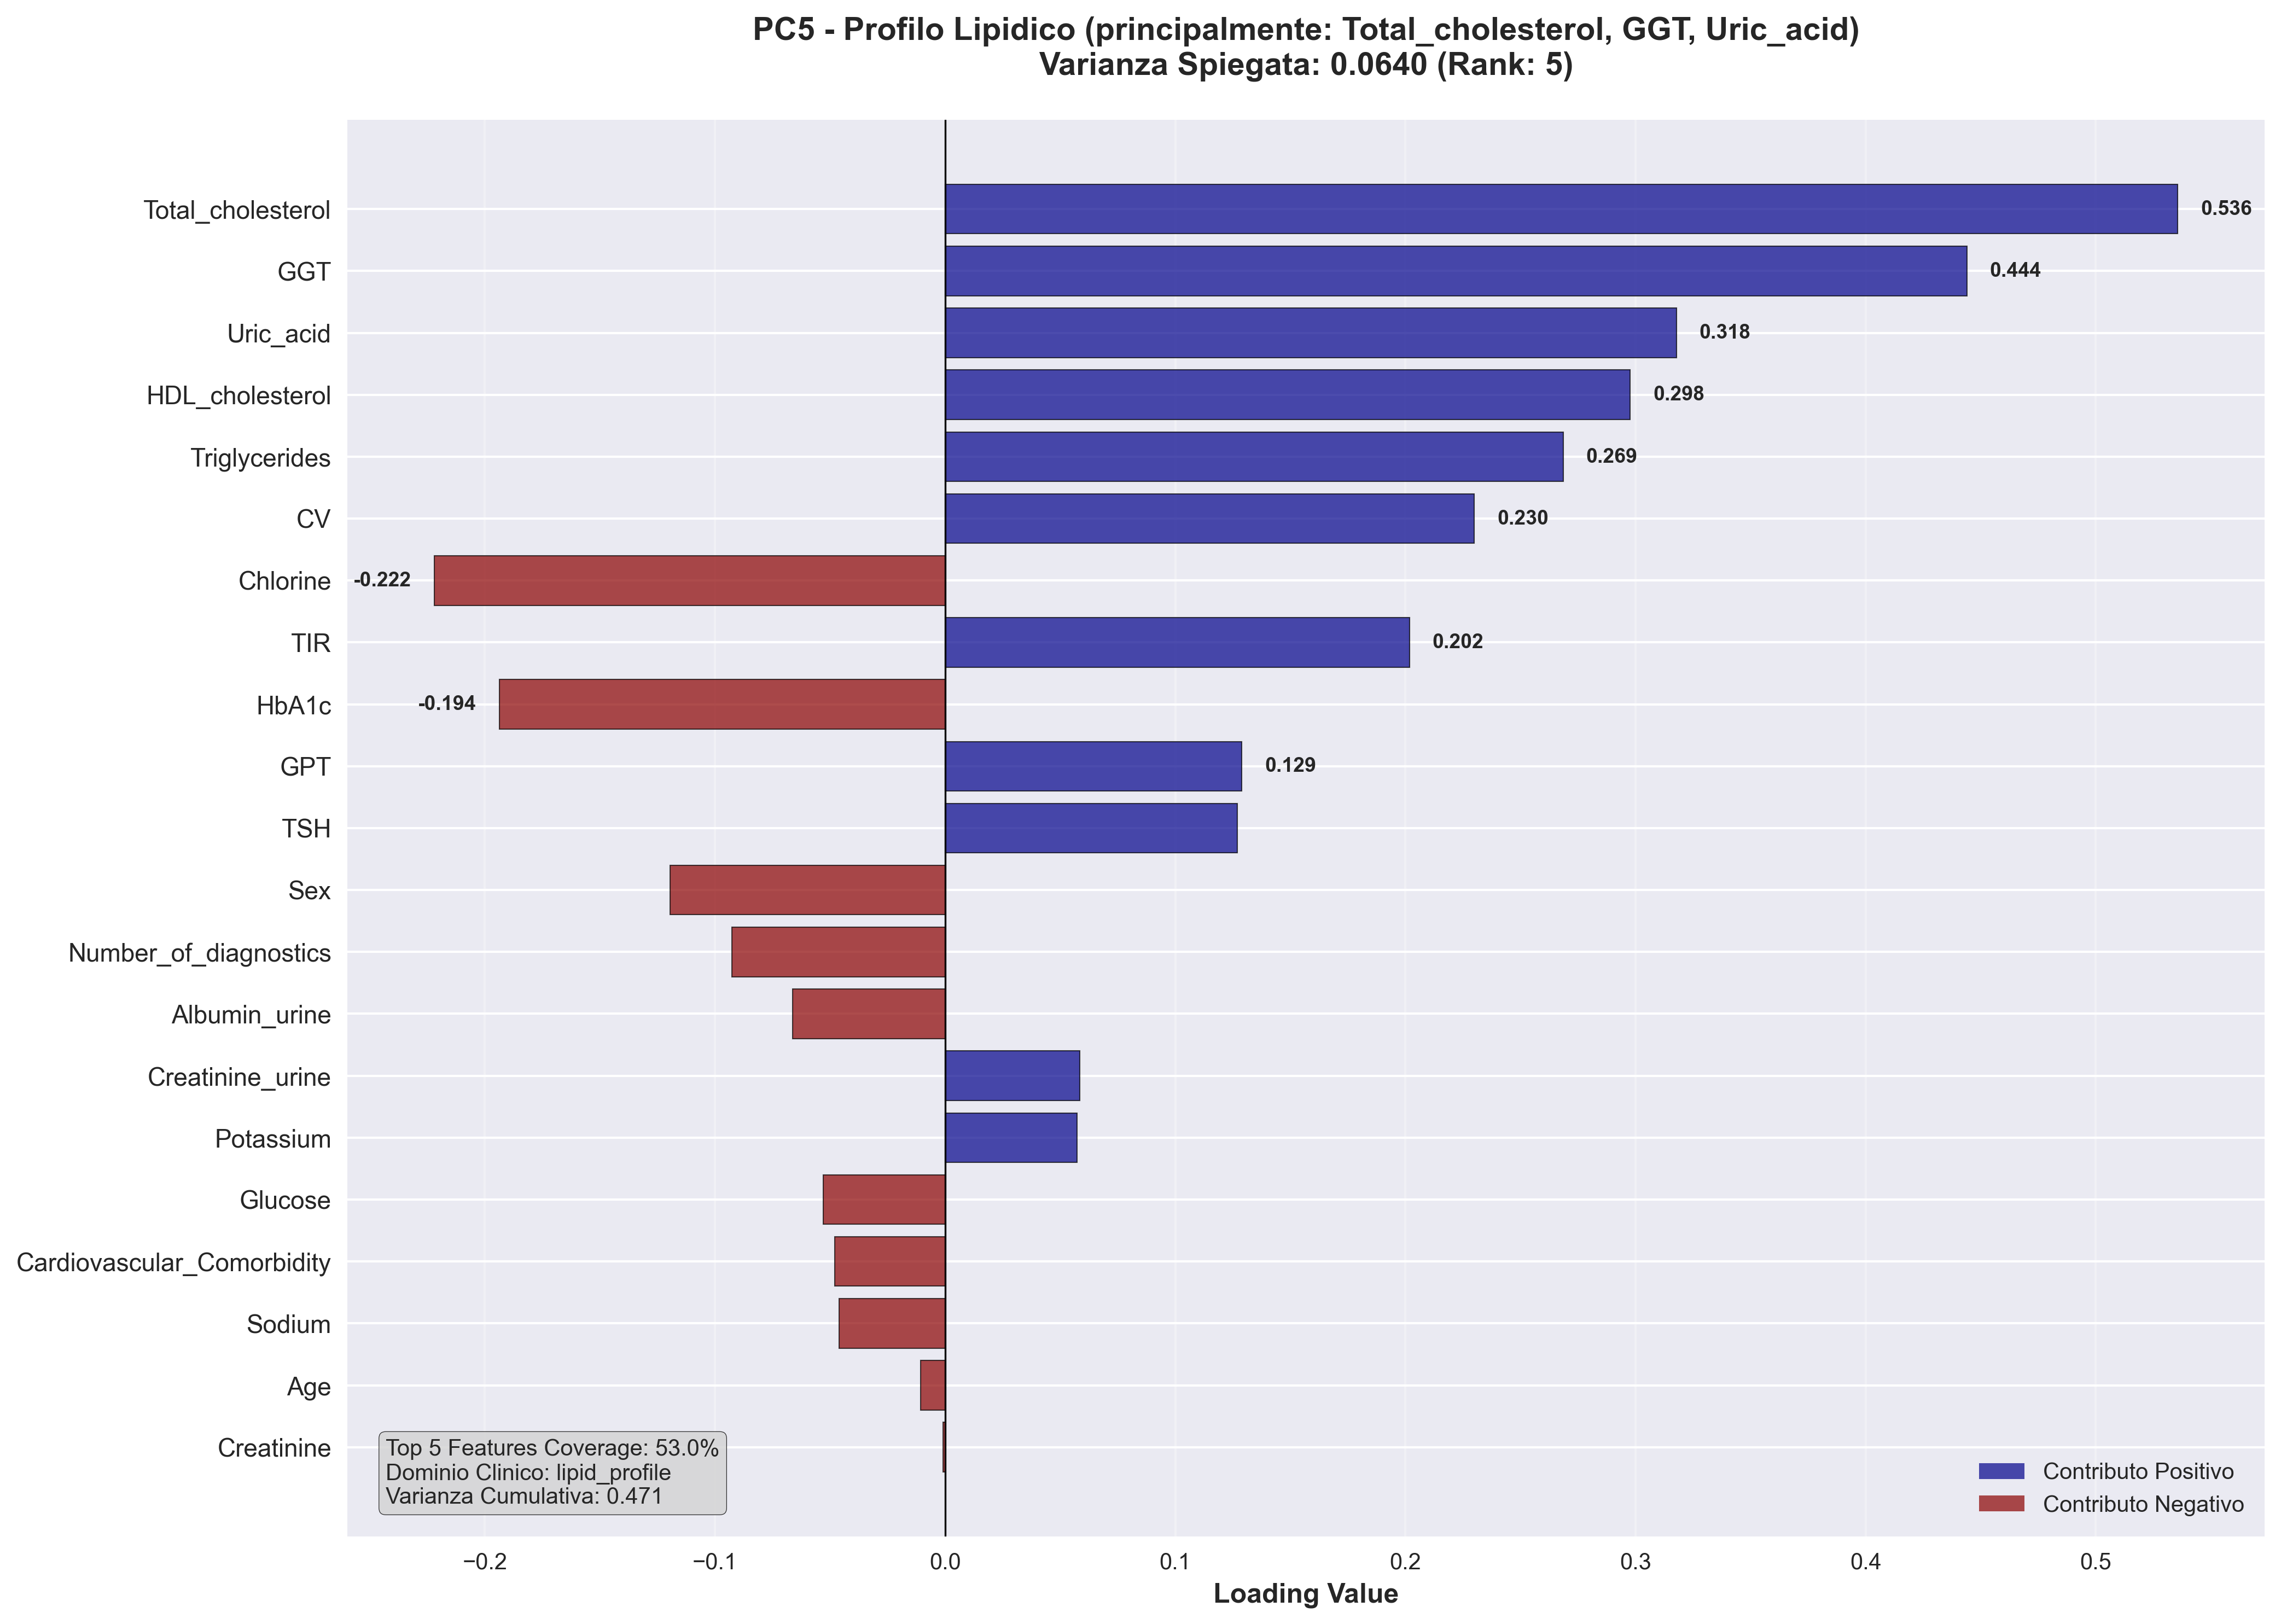 PC5 - Profilo Lipidico (principalmente: Total_cholesterol, GGT, Uric_acid)
Varianza Spiegata: 0.0640 (Rank: 5)
Total_cholesterol 0.536
GGT 0.444
Uric_acid 0.318
HDL_cholesterol 0.298
Triglycerides 0.269
CV 0.230
Chlorine -0.222
TIR 0.202
HbA1c -0.194
GPT 0.129
TSH
Sex
Number_of_diagnostics
Albumin_urine
Creatinine_urine
Potassium
Glucose
Cardiovascular_Comorbidity
Sodium
Age
Creatinine
Top 5 Features Coverage: 53.0%
Dominio Clinico: lipid_profile
Varianza Cumulativa: 0.471
Contributo Positivo
Contributo Negativo
−0.2 −0.1 0.0 0.1 0.2 0.3 0.4 0.5
Loading Value